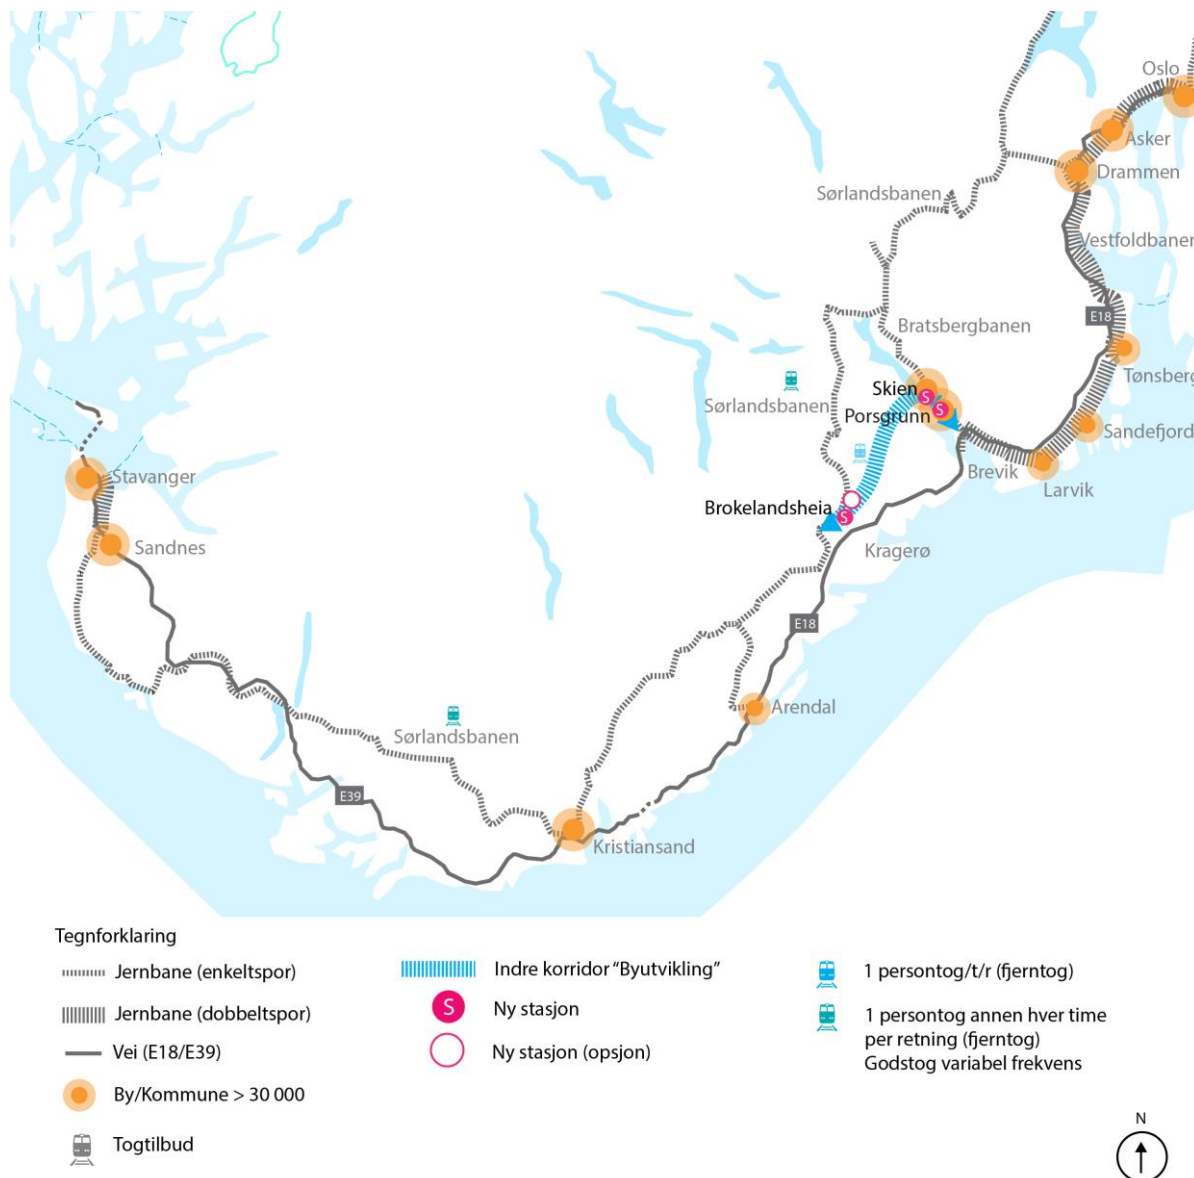 Oslo
Asker
Drammen
Sørlandsbanen
Vestfoldbanen
E18
Bratsbergbanen
Tønsberg
Skien
Sørlandsbanen
Porsgrunn
S
S
Sandefjord
Brevik
Larvik
Stavanger
Brokelandsheia
S
Sandnes
Kragerø
E18
Arendal
Sørlandsbanen
E39
Kristiansand
Tegnforklaring
Jernbane (enkeltspor)
Jernbane (dobbeltspor)
Vei (E18/E39)
By/Kommune > 30 000
Togtilbud
Indre korridor "Byutvikling"
S Ny stasjon
Ny stasjon (opsjon)
1 persontog/t/r (fjerntog)
1 persontog annen hver time
per retning (fjerntog)
Godstog variabel frekvens
N